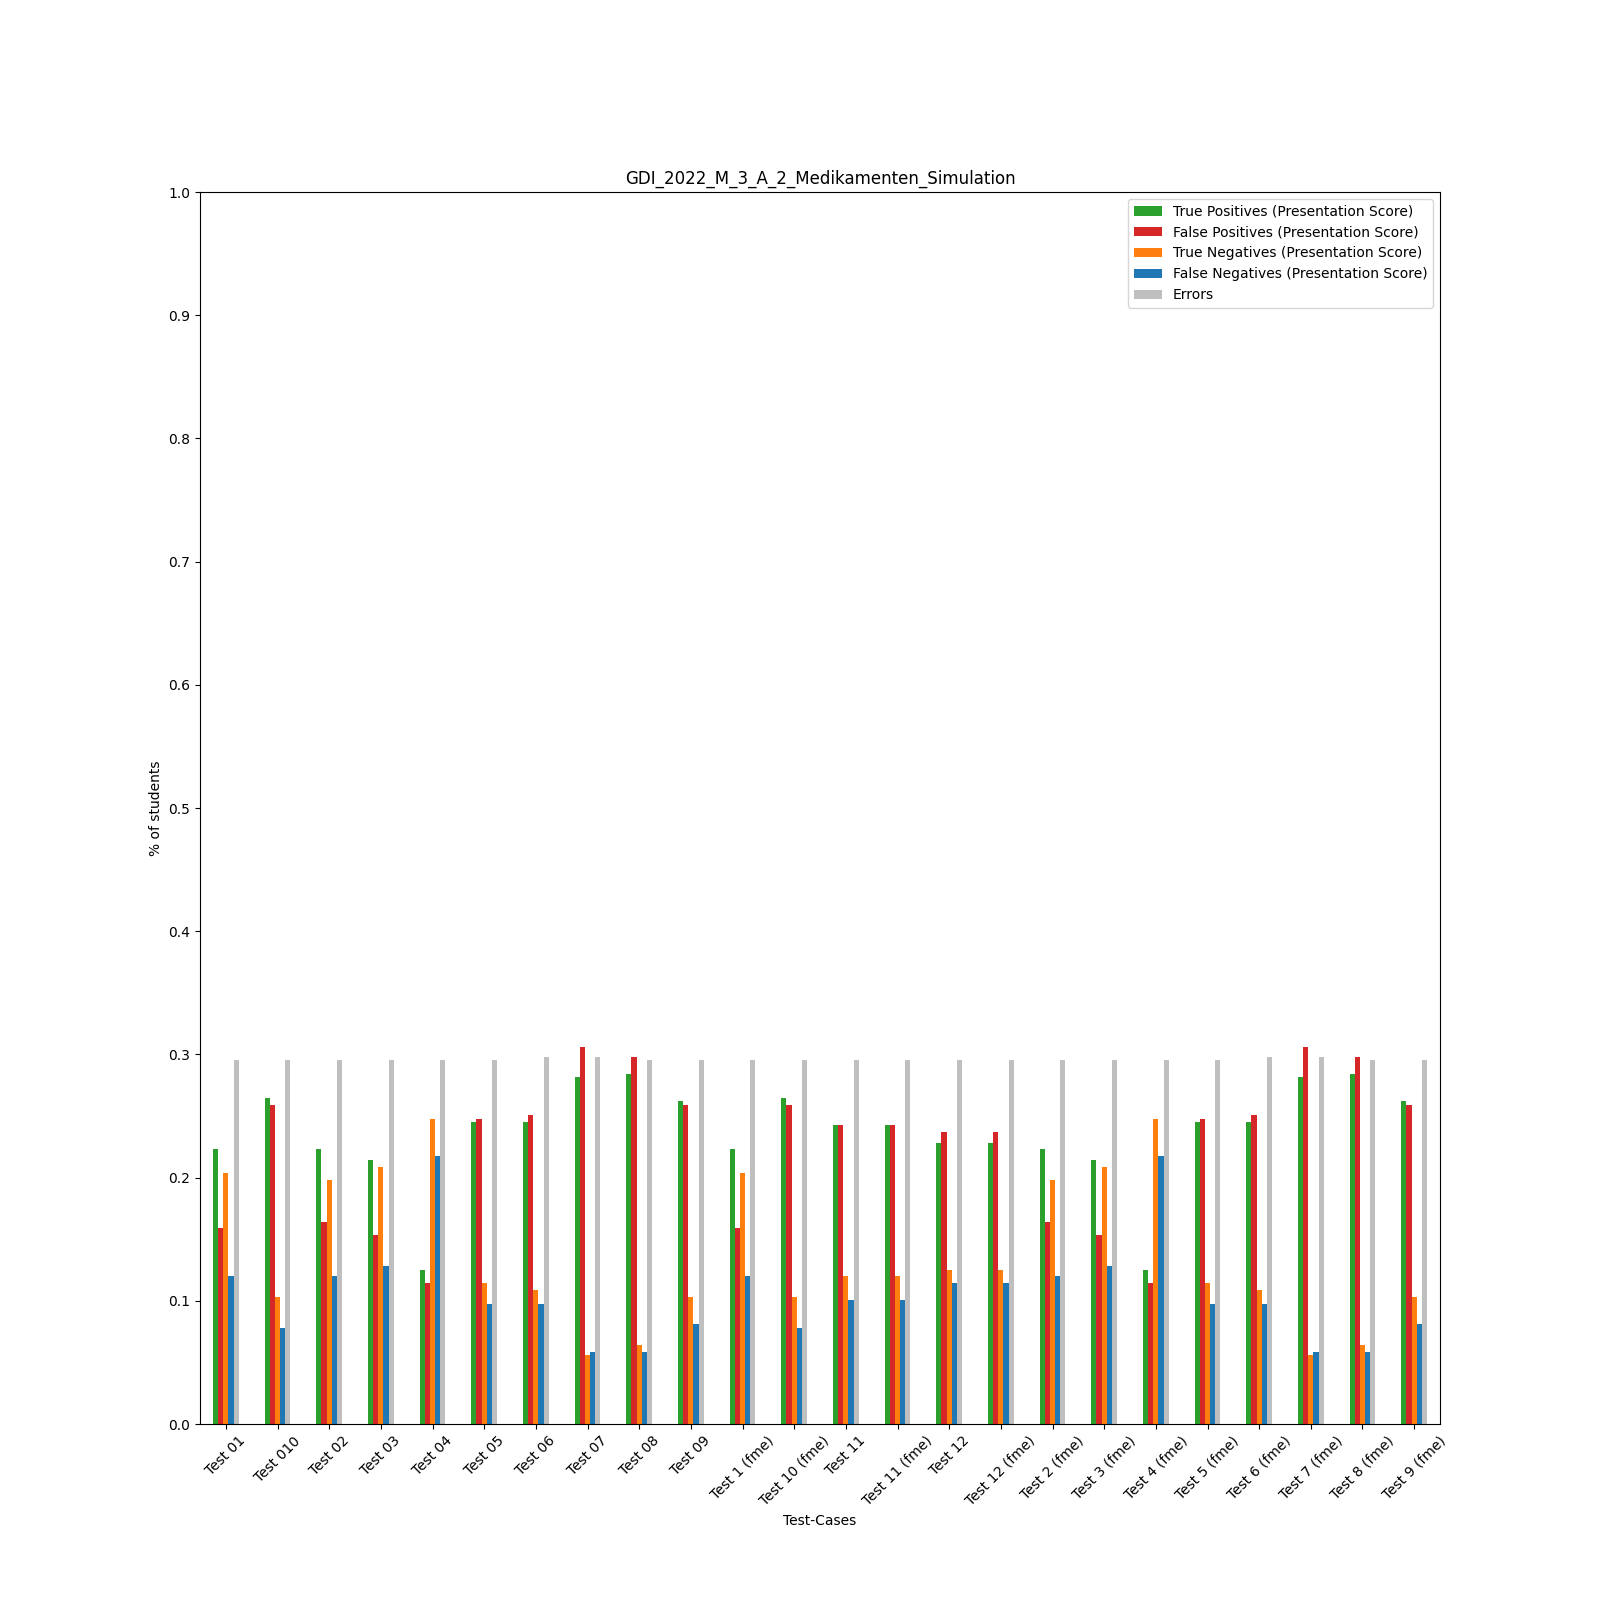 GDI_2022_M_3_A_2_Medikamenten_Simulation
True Positives (Presentation Score)
False Positives (Presentation Score)
True Negatives (Presentation Score)
False Negatives (Presentation Score)
Errors
1.0
0.9
0.8
0.7
0.6
0.5
0.4
0.3
0.2
0.1
0.0
% of students
Test 01
Test 010
Test 02
Test 03
Test 04
Test 05
Test 06
Test 07
Test 08
Test 09
Test 1 (fme)
Test 10 (fme)
Test 11
Test 11 (fme)
Test 12
Test 12 (fme)
Test 2 (fme)
Test 3 (fme)
Test 4 (fme)
Test 5 (fme)
Test 6 (fme)
Test 7 (fme)
Test 8 (fme)
Test 9 (fme)
Test-Cases